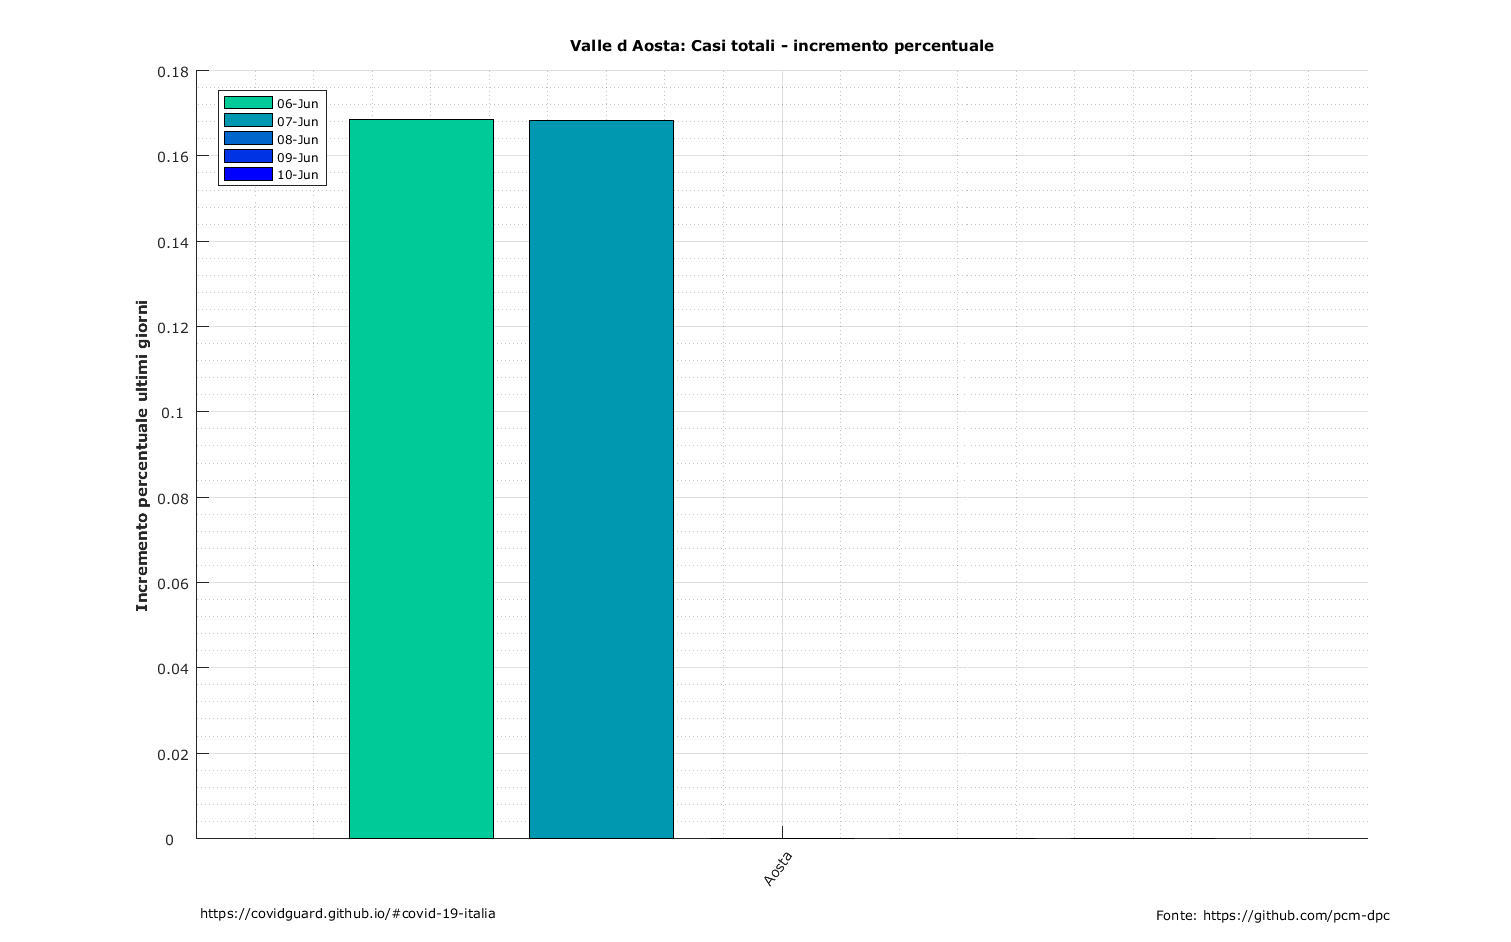 Valle d Aosta: Casi totali - incremento percentuale
0.18
0.16
0.14
0.12
0.1
0.08
0.06
0.04
0.02
0
Incremento percentuale ultimi giorni
06-Jun
07-Jun
08-Jun
09-Jun
10-Jun
Aosta
https://covidguard.github.io/#covid-19-italia
Fonte: https://github.com/pcm-dpc